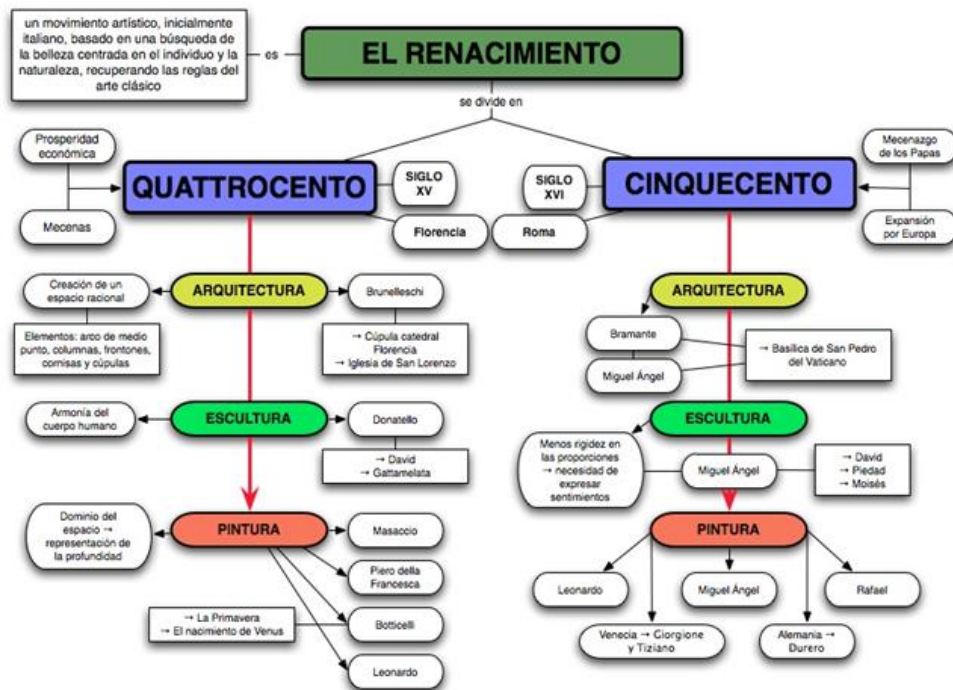 un movimiento artístico, inicialmente
italiano, basado en una búsqueda de
la belleza centrada en el individuo y la
naturaleza, recuperando las reglas del
arte clásico
es
EL RENACIMIENTO
se divide en
Prosperidad
económica
Mecenas
QUATTROCENTO
SIGLO
XV
Florencia
SIGLO
XVI
Roma
CINQUECENTO
Mecenazgo
de los Papas
Expansión
por Europa
Creación de un
espacio racional
Elementos: arco de medio
punto, columnas, frontones,
cornisas y cúpulas
ARQUITECTURA
Brunelleschi
→ Cúpula catedral
Florencia
→ Iglesia de San Lorenzo
Armonía del
cuerpo humano
ESCULTURA
Donatello
→ David
→ Gattamelata
Dominio del
espacio →
representación de
la profundidad
PINTURA
Masaccio
Piero della
Francesca
→ La Primavera
→ El nacimiento de Venus
Botticelli
Leonardo
ARQUITECTURA
Bramante
Miguel Ángel
→ Basílica de San Pedro
del Vaticano
ESCULTURA
Menos rigidez en
las proporciones
→ necesidad de
expresar
sentimientos
Miguel Ángel
→ David
→ Piedad
→ Moisés
PINTURA
Leonardo
Miguel Ángel
Rafael
Venecia → Giorgione
y Tiziano
Alemania →
Durero